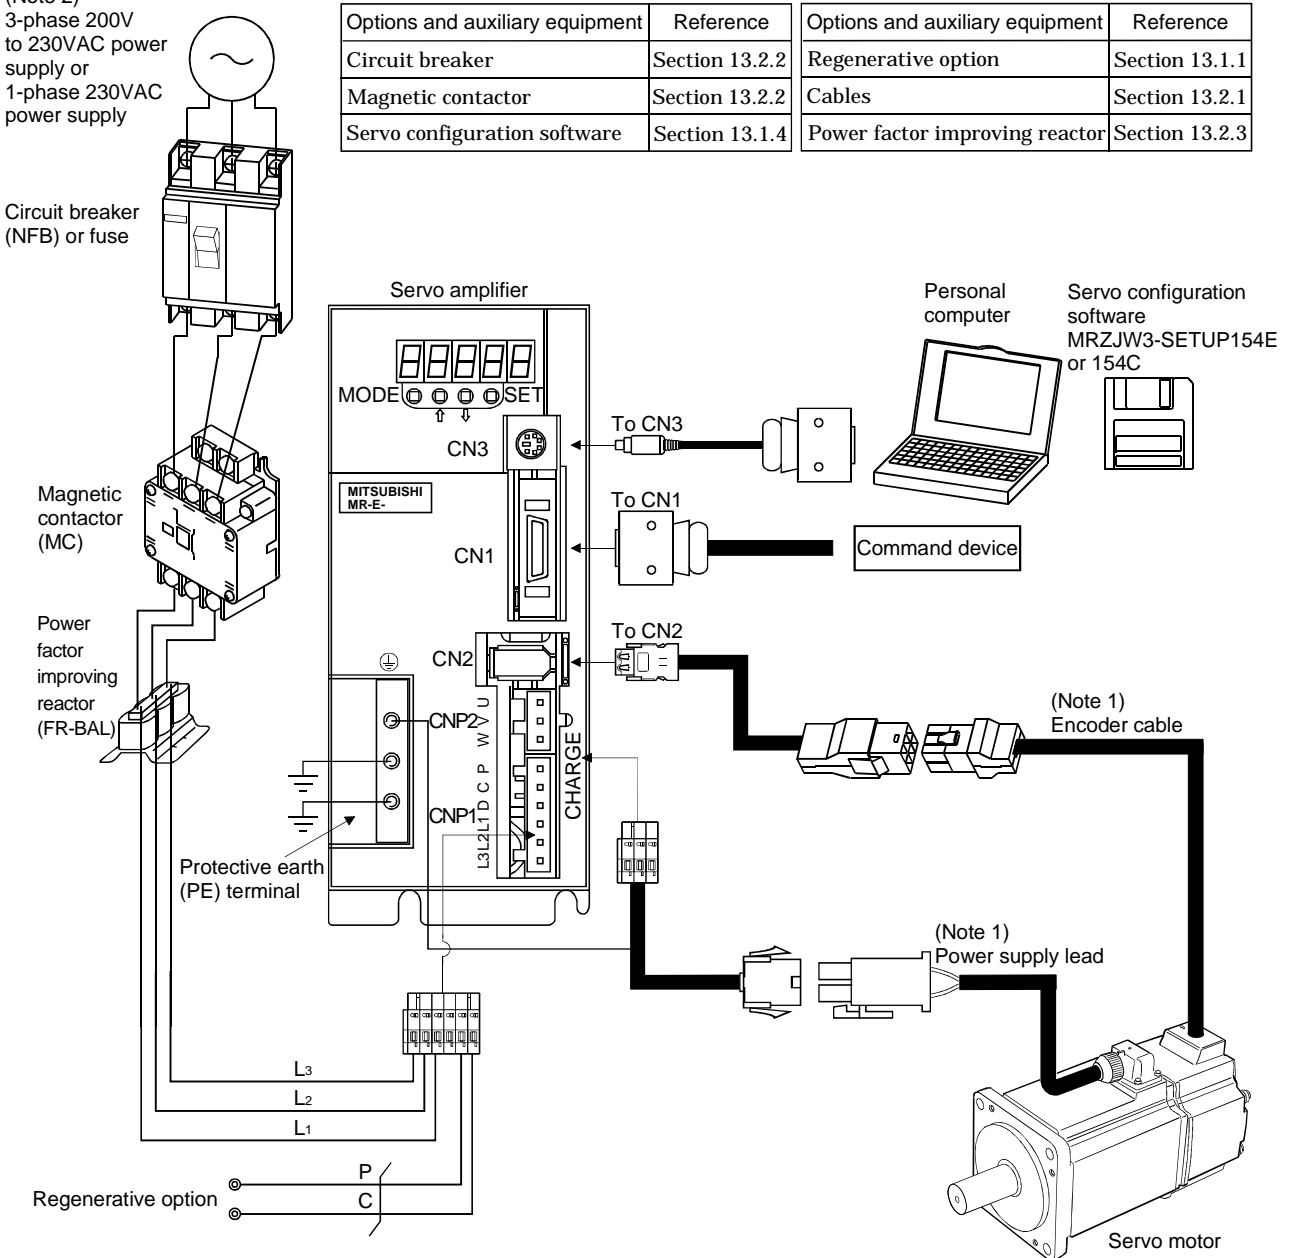 (Note 2)
3-phase 200V
to 230VAC power
supply or
1-phase 230VAC
power supply
Options and auxiliary equipment Reference
Circuit breaker Section 13.2.2
Magnetic contactor Section 13.2.2
Servo configuration software Section 13.1.4
Options and auxiliary equipment Reference
Regenerative option Section 13.1.1
Cables Section 13.2.1
Power factor improving reactor Section 13.2.3
Circuit breaker
(NFB) or fuse
Servo amplifier
Personal
computer
Servo configuration
software
MRZJW3-SETUP154E
or 154C
MODE
SET
To CN3
CN3
MITSUBISHI
MR-E-
Magnetic
contactor
(MC)
To CN1
CN1
Command device
Power
factor
improving
reactor
(FR-BAL)
To CN2
CN2
(Note 1)
Encoder cable
CNP2
W V U
CHARGE
CNP1
L3L2L1 D C P
Protective earth
(PE) terminal
(Note 1)
Power supply lead
L3
L2
L1
P
Regenerative option
C
Servo motor